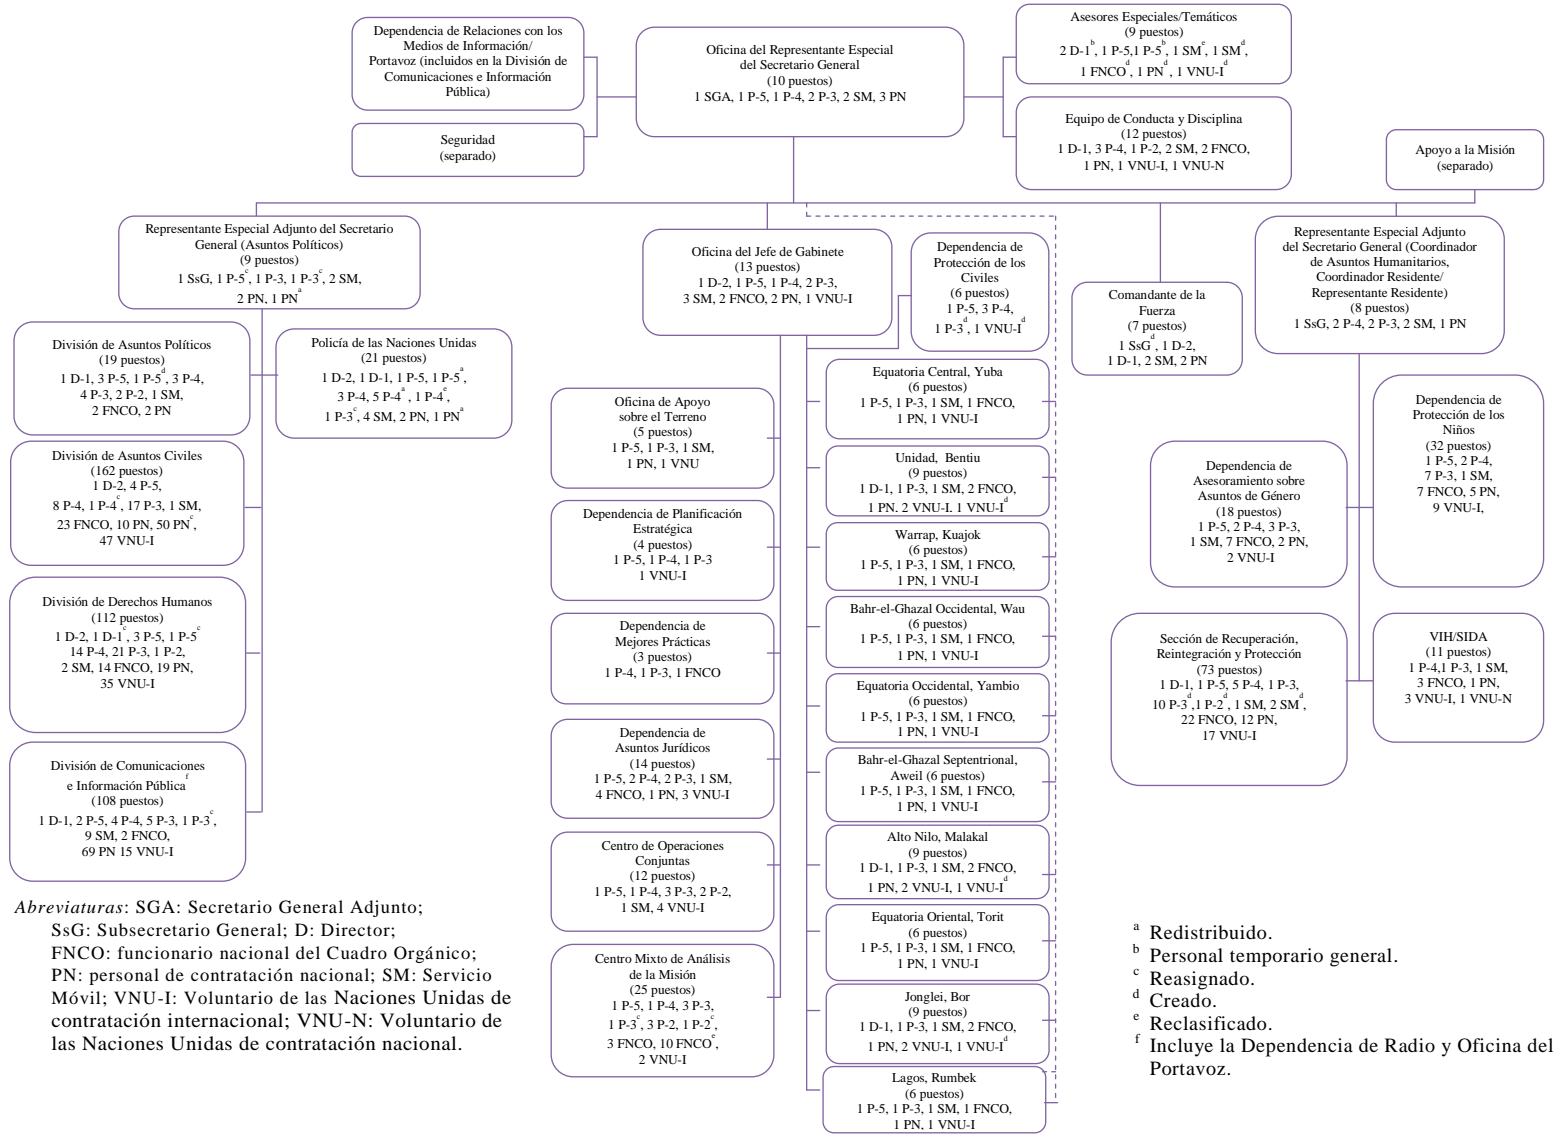 Dependencia de Relaciones con los
Medios de Información/
Portavoz (incluidos en la División de
Comunicaciones e Información
Pública)
Seguridad
(separado)
Oficina del Representante Especial
del Secretario General
(10 puestos)
1 SGA, 1 P-5, 1 P-4, 2 P-3, 2 SM, 3 PN
Asesores Especiales/Temáticos
(9 puestos)
2 D-1b, 1 P-5,1 P-5b, 1 SMe, 1 SMd,
1 FNCOd, 1 PNd, 1 VNU-Id
Equipo de Conducta y Disciplina
(12 puestos)
1 D-1, 3 P-4, 1 P-2, 2 SM, 2 FNCO,
1 PN, 1 VNU-I, 1 VNU-N
Apoyo a la Misión
(separado)
Representante Especial Adjunto del Secretario
General (Asuntos Políticos)
(9 puestos)
1 SsG, 1 P-5c, 1 P-3, 1 P-3c, 2 SM,
2 PN, 1 PNa
División de Asuntos Políticos
(19 puestos)
1 D-1, 3 P-5, 1 P-5d, 3 P-4,
4 P-3, 2 P-2, 1 SM,
2 FNCO, 2 PN
Policía de las Naciones Unidas
(21 puestos)
1 D-2, 1 D-1, 1 P-5, 1 P-5a,
3 P-4, 5 P-4a, 1 P-4e,
1 P-3c, 4 SM, 2 PN, 1 PNa
División de Asuntos Civiles
(162 puestos)
1 D-2, 4 P-5,
8 P-4, 1 P-4c, 17 P-3, 1 SM,
23 FNCO, 10 PN, 50 PNc,
47 VNU-I
División de Derechos Humanos
(112 puestos)
1 D-2, 1 D-1c, 3 P-5, 1 P-5c
14 P-4, 21 P-3, 1 P-2,
2 SM, 14 FNCO, 19 PN,
35 VNU-I
División de Comunicaciones
e Información Públicaf
(108 puestos)
1 D-1, 2 P-5, 4 P-4, 5 P-3, 1 P-3c,
9 SM, 2 FNCO,
69 PN 15 VNU-I
Oficina del Jefe de Gabinete
(13 puestos)
1 D-2, 1 P-5, 1 P-4, 2 P-3,
3 SM, 2 FNCO, 2 PN, 1 VNU-I
Oficina de Apoyo
sobre el Terreno
(5 puestos)
1 P-5, 1 P-3, 1 SM,
1 PN, 1 VNU
Dependencia de Planificación
Estratégica
(4 puestos)
1 P-5, 1 P-4, 1 P-3
1 VNU-I
Dependencia de
Mejores Prácticas
(3 puestos)
1 P-4, 1 P-3, 1 FNCO
Dependencia de
Asuntos Jurídicos
(14 puestos)
1 P-5, 2 P-4, 2 P-3, 1 SM,
4 FNCO, 1 PN, 3 VNU-I
Centro de Operaciones
Conjuntas
(12 puestos)
1 P-5, 1 P-4, 3 P-3, 2 P-2,
1 SM, 4 VNU-I
Centro Mixto de Análisis
de la Misión
(25 puestos)
1 P-5, 1 P-4, 3 P-3,
1 P-3c, 3 P-2, 1 P-2c,
3 FNCO, 10 FNCOe,
2 VNU-I
Dependencia de
Protección de los
Civiles
(6 puestos)
1 P-5, 3 P-4,
1 P-3d, 1 VNU-Id
Equatoria Central, Yuba
(6 puestos)
1 P-5, 1 P-3, 1 SM, 1 FNCO,
1 PN, 1 VNU-I
Unidad, Bentiu
(9 puestos)
1 D-1, 1 P-3, 1 SM, 2 FNCO,
1 PN, 2 VNU-I, 1 VNU-Id
Warrap, Kuajok
(6 puestos)
1 P-5, 1 P-3, 1 SM, 1 FNCO,
1 PN, 1 VNU-I
Bahr-el-Ghazal Occidental, Wau
(6 puestos)
1 P-5, 1 P-3, 1 SM, 1 FNCO,
1 PN, 1 VNU-I
Equatoria Occidental, Yambio
(6 puestos)
1 P-5, 1 P-3, 1 SM, 1 FNCO,
1 PN, 1 VNU-I
Bahr-el-Ghazal Septentrional,
Aweil (6 puestos)
1 P-5, 1 P-3, 1 SM, 1 FNCO,
1 PN, 1 VNU-I
Alto Nilo, Malakal
(9 puestos)
1 D-1, 1 P-3, 1 SM, 2 FNCO,
1 PN, 2 VNU-I, 1 VNU-Id
Equatoria Oriental, Torit
(6 puestos)
1 P-5, 1 P-3, 1 SM, 1 FNCO,
1 PN, 1 VNU-I
Jonglei, Bor
(9 puestos)
1 D-1, 1 P-3, 1 SM, 2 FNCO,
1 PN, 2 VNU-I, 1 VNU-Id
Lagos, Rumbek
(6 puestos)
1 P-5, 1 P-3, 1 SM, 1 FNCO,
1 PN, 1 VNU-I
Comandante de la
Fuerza
(7 puestos)
1 SsGd, 1 D-2,
1 D-1, 2 SM, 2 PN
Representante Especial Adjunto
del Secretario General (Coordinador
de Asuntos Humanitarios,
Coordinador Residente/
Representante Residente)
(8 puestos)
1 SsG, 2 P-4, 2 P-3, 2 SM, 1 PN
Dependencia de
Asesoramiento sobre
Asuntos de Género
(18 puestos)
1 P-5, 2 P-4, 3 P-3,
1 SM, 7 FNCO, 2 PN,
2 VNU-I
Dependencia de
Protección de los
Niños
(32 puestos)
1 P-5, 2 P-4,
7 P-3, 1 SM,
7 FNCO, 5 PN,
9 VNU-I,
Sección de Recuperación,
Reintegración y Protección
(73 puestos)
1 D-1, 1 P-5, 5 P-4, 1 P-3,
10 P-3d,1 P-2d, 1 SM, 2 SMd,
22 FNCO, 12 PN,
17 VNU-I
VIH/SIDA
(11 puestos)
1 P-4,1 P-3, 1 SM,
3 FNCO, 1 PN,
3 VNU-I, 1 VNU-N
Abreviaturas: SGA: Secretario General Adjunto;
SsG: Subsecretario General; D: Director;
FNCO: funcionario nacional del Cuadro Orgánico;
PN: personal de contratación nacional; SM: Servicio
Móvil; VNU-I: Voluntario de las Naciones Unidas de
contratación internacional; VNU-N: Voluntario de
las Naciones Unidas de contratación nacional.
a Redistribuido.
b Personal temporario general.
c Reasignado.
d Creado.
e Reclasificado.
f Incluye la Dependencia de Radio y Oficina del
Portavoz.